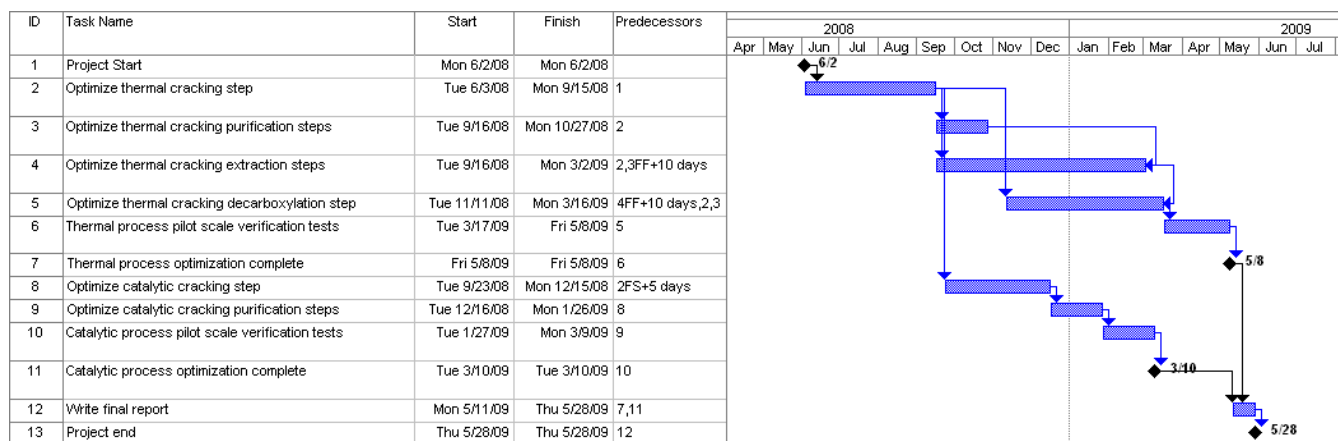 ID Task Name Start Finish Predecessors 2008 2009
Apr May Jun Jul Aug Sep Oct Nov Dec Jan Feb Mar Apr May Jun Jul
1 Project Start Mon 6/2/08 Mon 6/2/08 6/2
2 Optimize thermal cracking step Tue 6/3/08 Mon 9/15/08 1
3 Optimize thermal cracking purification steps Tue 9/16/08 Mon 10/27/08 2
4 Optimize thermal cracking extraction steps Tue 9/16/08 Mon 3/2/09 2,3FF+10 days
5 Optimize thermal cracking decarboxylation step Tue 11/11/08 Mon 3/16/09 4FF+10 days,2,3
6 Thermal process pilot scale verification tests Tue 3/17/09 Fri 5/8/09 5
7 Thermal process optimization complete Fri 5/8/09 Fri 5/8/09 6 5/8
8 Optimize catalytic cracking step Tue 9/23/08 Mon 12/15/08 2FS+5 days
9 Optimize catalytic cracking purification steps Tue 12/16/08 Mon 1/26/09 8
10 Catalytic process pilot scale verification tests Tue 1/27/09 Mon 3/9/09 9
11 Catalytic process optimization complete Tue 3/10/09 Tue 3/10/09 10 3/10
12 Write final report Mon 5/11/09 Thu 5/28/09 7,11
13 Project end Thu 5/28/09 Thu 5/28/09 12 5/28